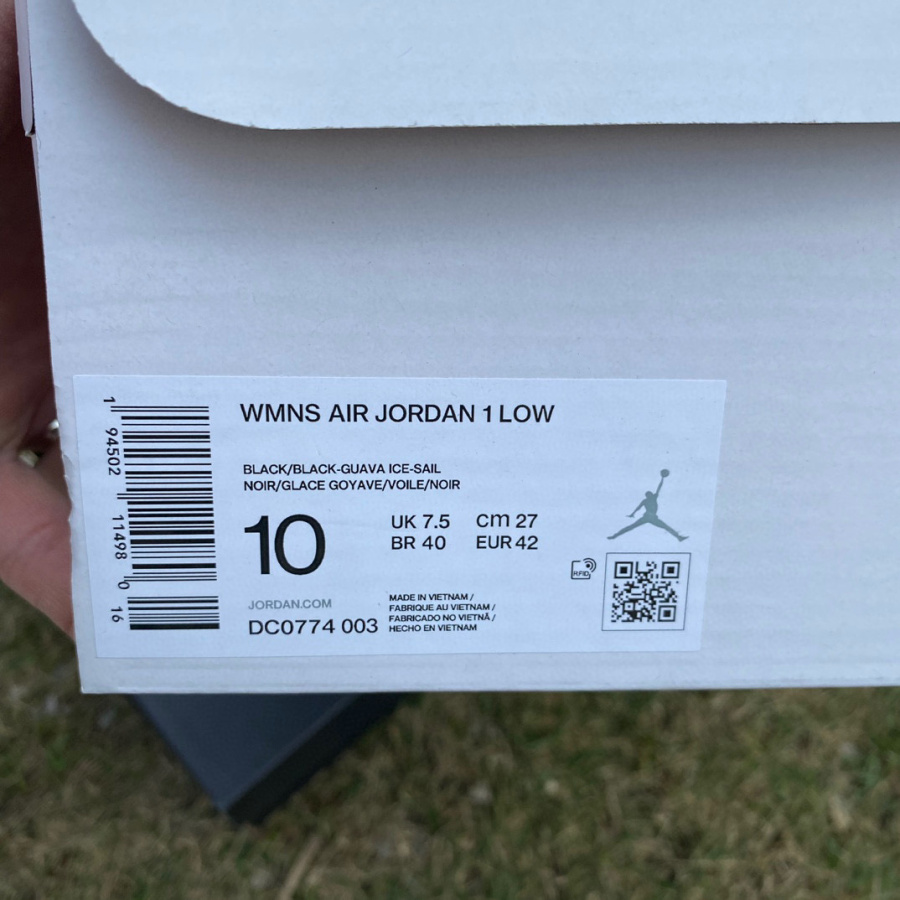 1 94502 11498 0 16
WMNS AIR JORDAN 1 LOW
BLACK/BLACK-GUAVA ICE-SAIL
NOIR/GLACE GOYAVE/VOILE/NOIR
10
UK 7.5 cm 27
BR 40 EUR 42
RFID
JORDAN.COM
DC0774 003
MADE IN VIETNAM /
FABRIQUE AU VIETNAM /
FABRICADO NO VIETNÃ /
HECHO EN VIETNAM